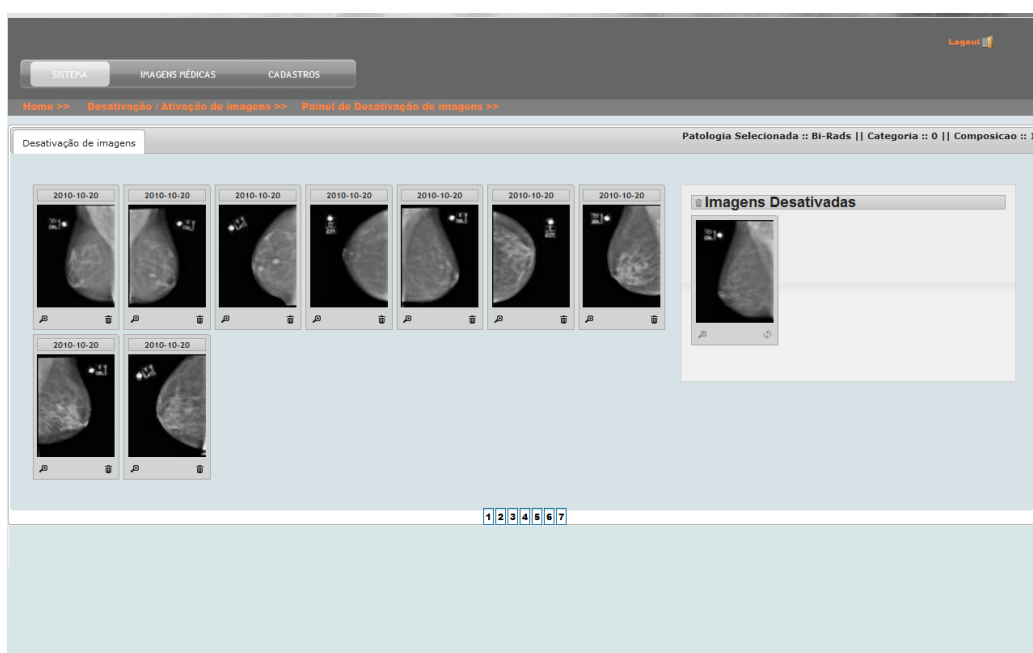 Logout
SISTEMA IMAGENS MÉDICAS CADASTROS
Home >> Desativação / Ativação de imagens >> Painel de Desativação de imagens >>
Desativação de imagens
Patologia Selecionada :: Bi-Rads || Categoria :: 0 || Composicao :: 1
2010-10-20 2010-10-20 2010-10-20 2010-10-20 2010-10-20 2010-10-20 2010-10-20
Imagens Desativadas
2010-10-20 2010-10-20
1 2 3 4 5 6 7